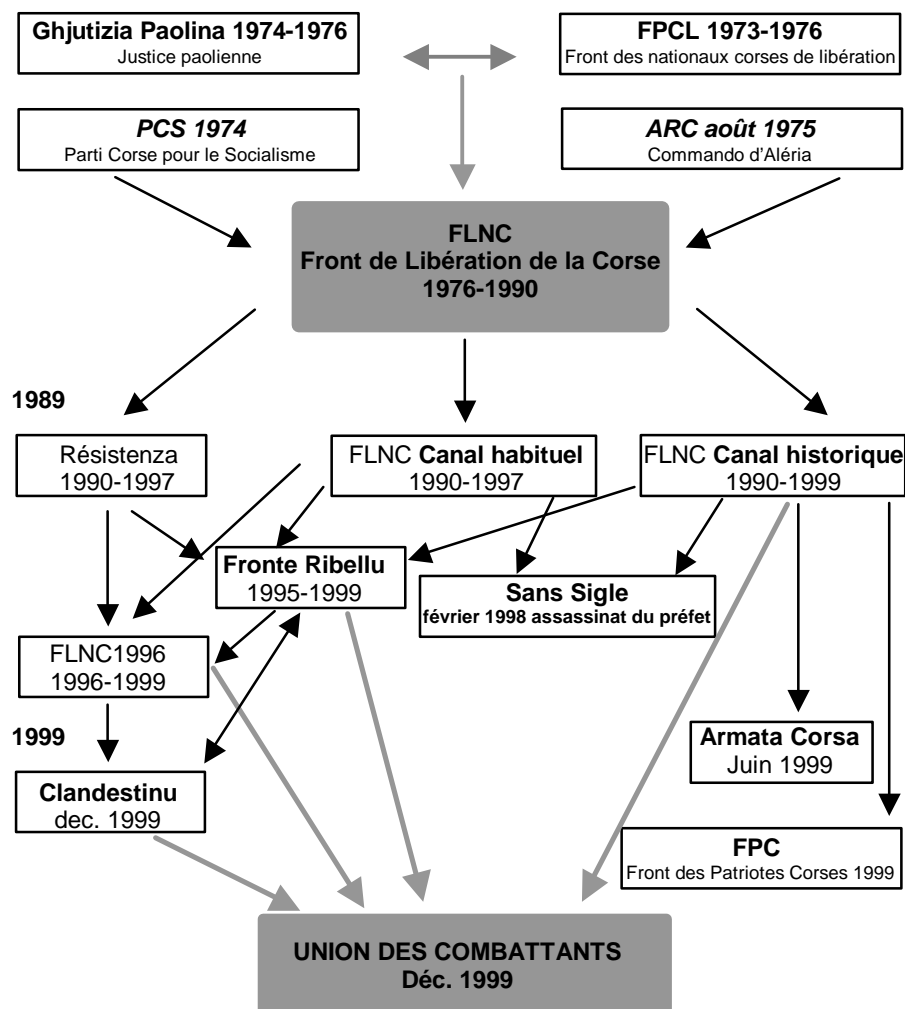 Ghjutizia Paolina 1974-1976
Justice paolienne
FPCL 1973-1976
Front des nationaux corses de libération
PCS 1974
Parti Corse pour le Socialisme
ARC août 1975
Commando d'Aléria
FLNC
Front de Libération de la Corse
1976-1990
1989
Résistenza
1990-1997
FLNC Canal habituel
1990-1997
FLNC Canal historique
1990-1999
Fronte Ribellu
1995-1999
Sans Sigle
février 1998 assassinat du préfet
FLNC1996
1996-1999
1999
Armata Corsa
Juin 1999
Clandestinu
dec. 1999
FPC
Front des Patriotes Corses 1999
UNION DES COMBATTANTS
Déc. 1999